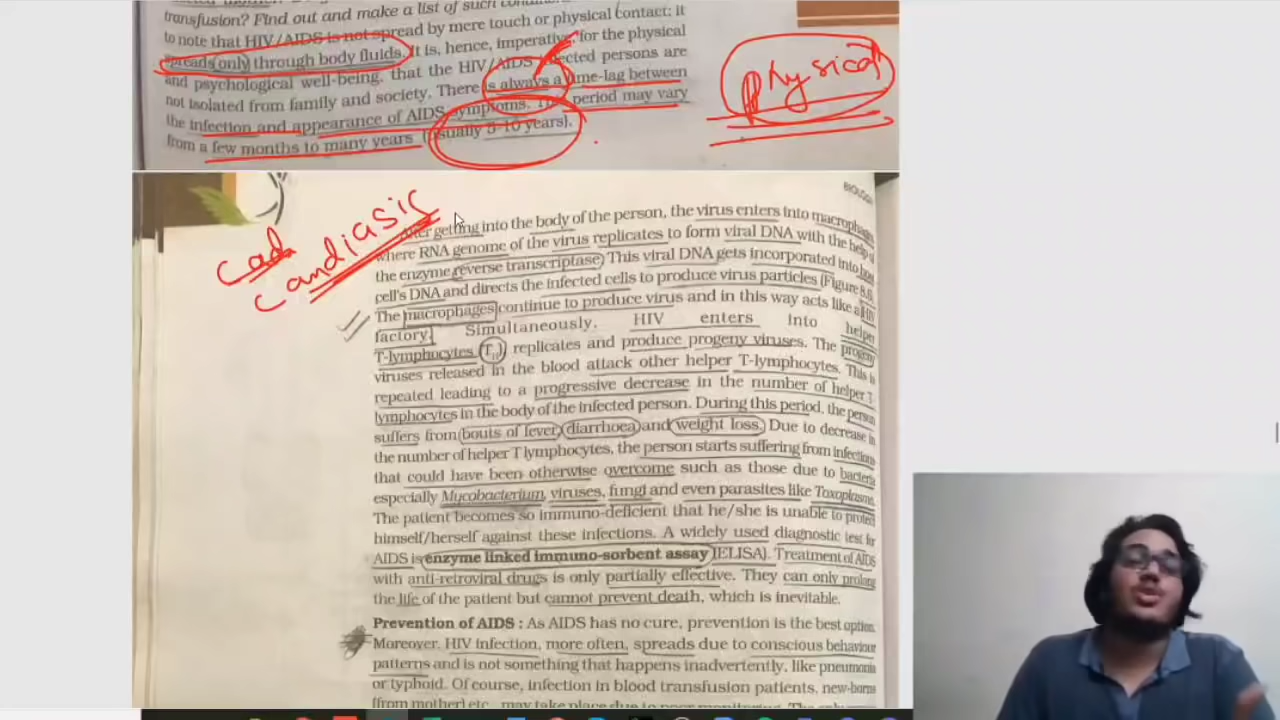 transfusion? Find out and make a list of such
to note that HIV/AIDS is not spread by mere touch or physical contact; it
spreads only through body fluids. It is, hence, imperative, for the physical
and psychological well-being, that the HIV/AIDS infected persons are
not isolated from family and society. There is always a time-lag between
the infection and appearance of AIDS symptoms. This period may vary
from a few months to many years (usually 5-10 years).
Physical
BIOLOGY
Candiasis
After getting into the body of the person, the virus enters into macrophages
where RNA genome of the virus replicates to form viral DNA with the help of
the enzyme reverse transcriptase. This viral DNA gets incorporated into host
cell's DNA and directs the infected cells to produce virus particles (Figure 8.6).
The macrophages continue to produce virus and in this way acts like a HIV
factory. Simultaneously, HIV enters into helper
T-lymphocytes (TH), replicates and produce progeny viruses. The progeny
viruses released in the blood attack other helper T-lymphocytes. This is
repeated leading to a progressive decrease in the number of helper T-
lymphocytes in the body of the infected person. During this period, the person
suffers from bouts of fever, diarrhoea and weight loss. Due to decrease in
the number of helper T lymphocytes, the person starts suffering from infections
that could have been otherwise overcome such as those due to bacteria
especially Mycobacterium, viruses, fungi and even parasites like Toxoplasma.
The patient becomes so immuno-deficient that he/she is unable to protect
himself/herself against these infections. A widely used diagnostic test for
AIDS is enzyme linked immuno-sorbent assay (ELISA). Treatment of AIDS
with anti-retroviral drugs is only partially effective. They can only prolong
the life of the patient but cannot prevent death, which is inevitable.
Prevention of AIDS : As AIDS has no cure, prevention is the best option.
Moreover, HIV infection, more often, spreads due to conscious behaviour
patterns and is not something that happens inadvertently, like pneumonia
or typhoid. Of course, infection in blood transfusion patients, new-borns
(from mother) etc., may take place due to poor monitoring. The only